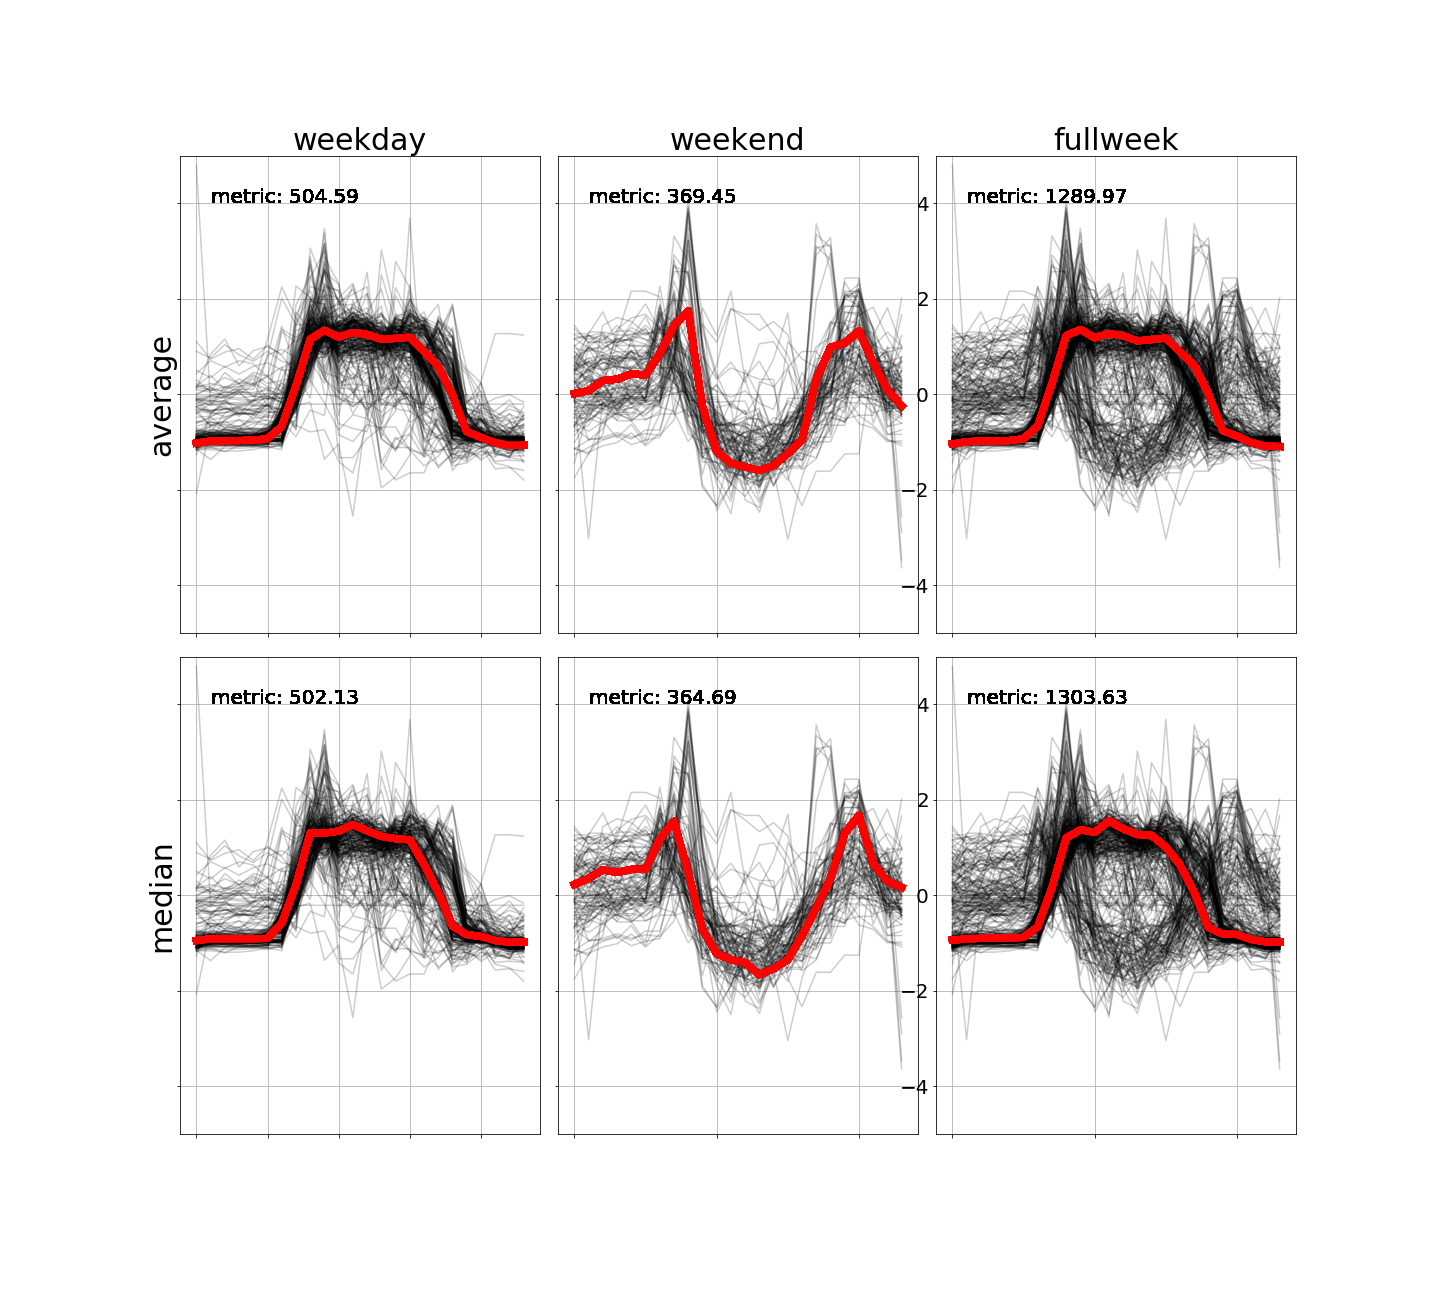 weekday weekend fullweek
average
metric: 504.59
metric: 369.45
metric: 1289.97
4
2
0
−2
−4
median
metric: 502.13
metric: 364.69
metric: 1303.63
4
2
0
−2
−4